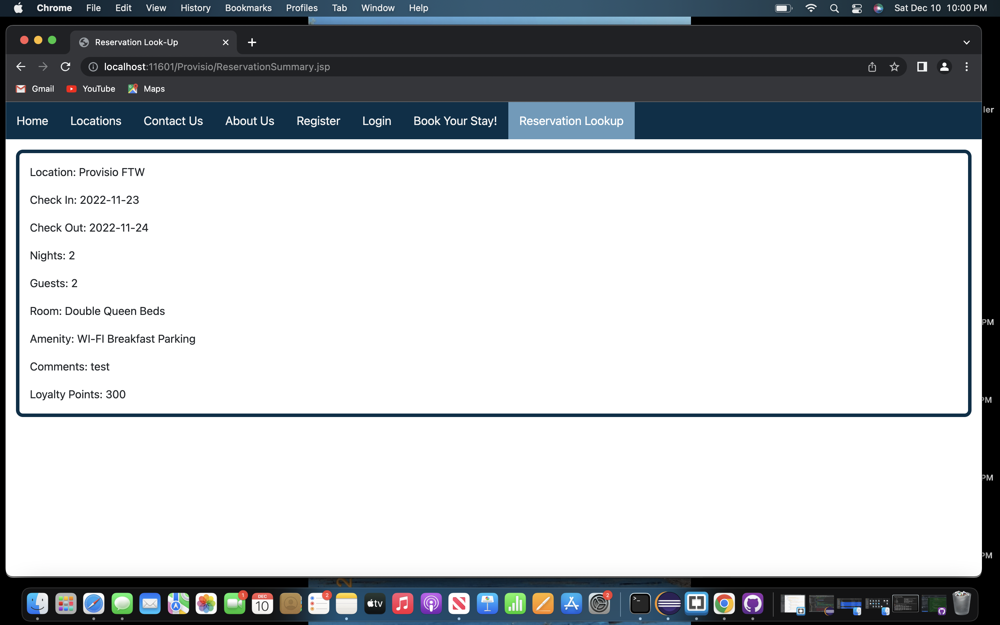 Chrome File Edit View History Bookmarks Profiles Tab Window Help Sat Dec 10 10:00 PM
Reservation Look-Up
localhost:11601/Provisio/ReservationSummary.jsp
Gmail YouTube Maps
ler
Home Locations Contact Us About Us Register Login Book Your Stay! Reservation Lookup
Location: Provisio FTW
Check In: 2022-11-23
Check Out: 2022-11-24
Nights: 2
Guests: 2
Room: Double Queen Beds
PM
Amenity: WI-FI Breakfast Parking
Comments: test
Loyalty Points: 300
PM
PM
PM
2
1 DEC 10 2 tv 2